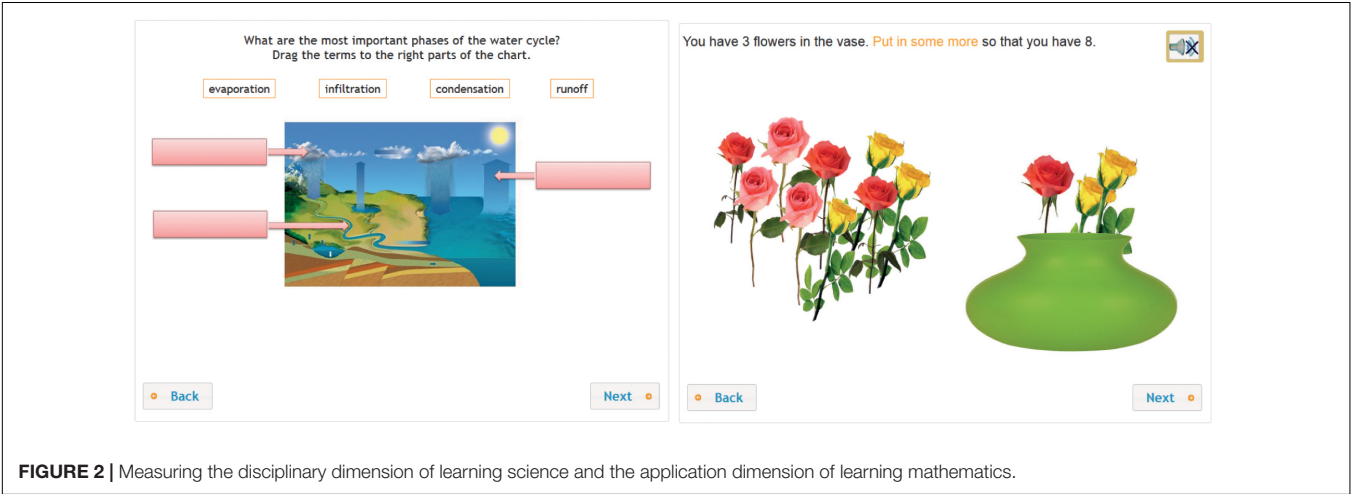 What are the most important phases of the water cycle?
Drag the terms to the right parts of the chart.
evaporation
infiltration
condensation
runoff
Back
Next
You have 3 flowers in the vase. Put in some more so that you have 8.
Back
Next
FIGURE 2 | Measuring the disciplinary dimension of learning science and the application dimension of learning mathematics.